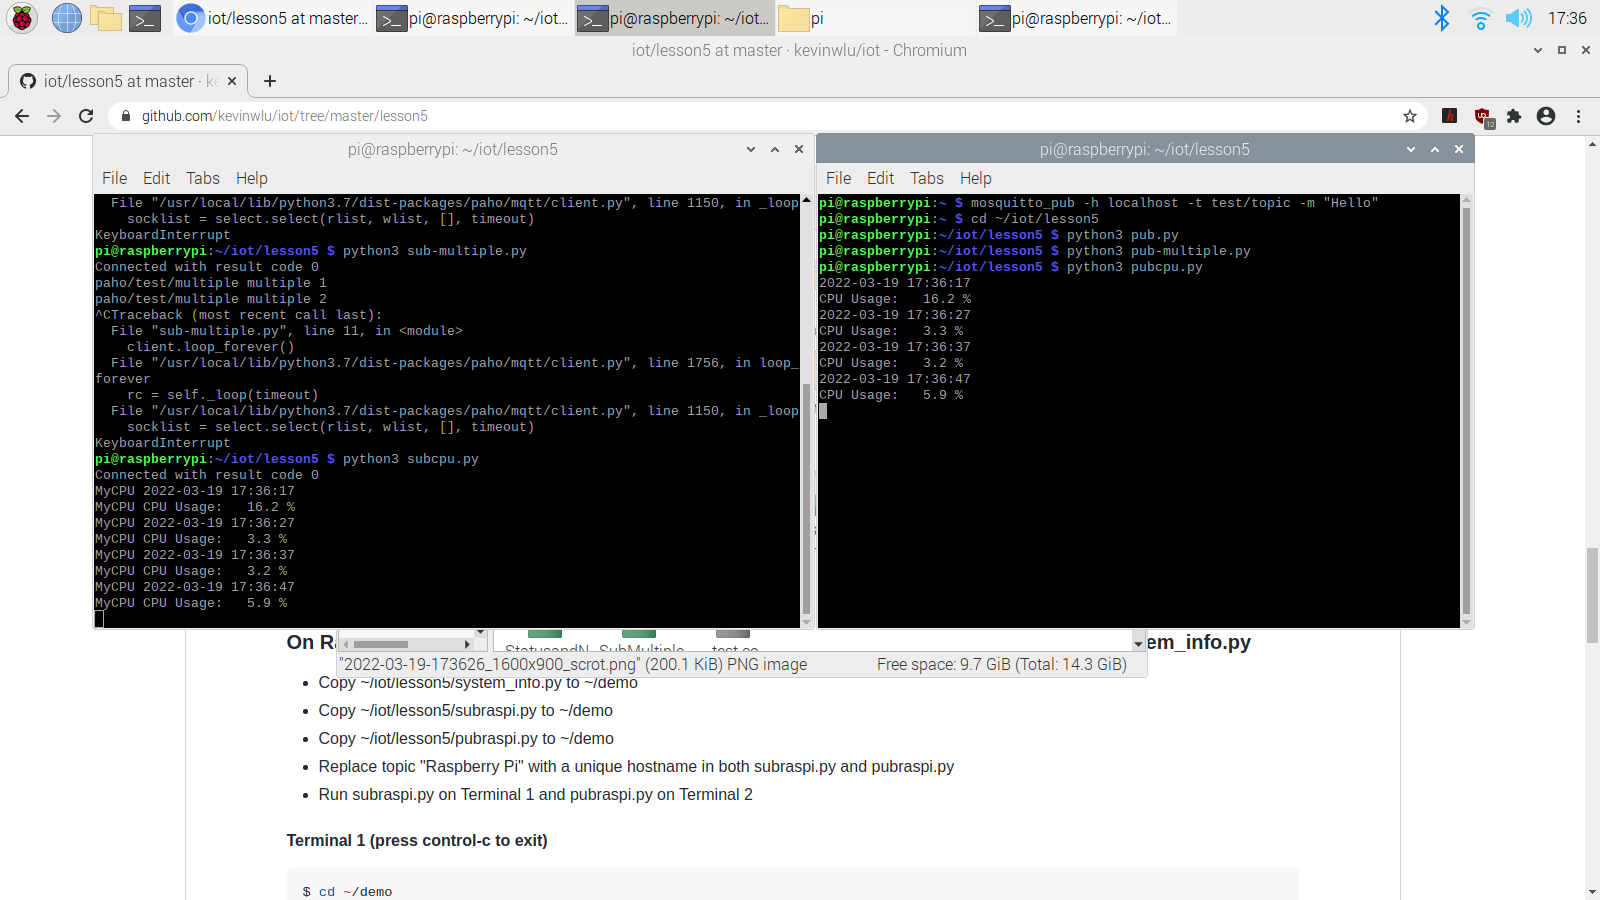 iot/lesson5 at master...
pi@raspberrypi: ~/iot...
pi@raspberrypi: ~/iot...
pi
pi@raspberrypi: ~/iot...
17:36
iot/lesson5 at master · kevinwlu/iot - Chromium
iot/lesson5 at master · ke
github.com/kevinwlu/iot/tree/master/lesson5
12
pi@raspberrypi: ~/iot/lesson5
File Edit Tabs Help
File "/usr/local/lib/python3.7/dist-packages/paho/mqtt/client.py", line 1150, in _loop
socklist = select.select(rlist, wlist, [], timeout)
KeyboardInterrupt
pi@raspberrypi:~/iot/lesson5 $ python3 sub-multiple.py
Connected with result code 0
paho/test/multiple multiple 1
paho/test/multiple multiple 2
^CTraceback (most recent call last):
File "sub-multiple.py", line 11, in <module>
client.loop_forever()
File "/usr/local/lib/python3.7/dist-packages/paho/mqtt/client.py", line 1756, in loop_
forever
rc = self._loop(timeout)
File "/usr/local/lib/python3.7/dist-packages/paho/mqtt/client.py", line 1150, in _loop
socklist = select.select(rlist, wlist, [], timeout)
KeyboardInterrupt
pi@raspberrypi:~/iot/lesson5 $ python3 subcpu.py
Connected with result code 0
MyCPU 2022-03-19 17:36:17
MyCPU CPU Usage:   16.2 %
MyCPU 2022-03-19 17:36:27
MyCPU CPU Usage:   3.3 %
MyCPU 2022-03-19 17:36:37
MyCPU CPU Usage:   3.2 %
MyCPU 2022-03-19 17:36:47
MyCPU CPU Usage:   5.9 %
pi@raspberrypi: ~/iot/lesson5
File Edit Tabs Help
pi@raspberrypi:~ $ mosquitto_pub -h localhost -t test/topic -m "Hello"
pi@raspberrypi:~ $ cd ~/iot/lesson5
pi@raspberrypi:~/iot/lesson5 $ python3 pub.py
pi@raspberrypi:~/iot/lesson5 $ python3 pub-multiple.py
pi@raspberrypi:~/iot/lesson5 $ python3 pubcpu.py
2022-03-19 17:36:17
CPU Usage:   16.2 %
2022-03-19 17:36:27
CPU Usage:   3.3 %
2022-03-19 17:36:37
CPU Usage:   3.2 %
2022-03-19 17:36:47
CPU Usage:   5.9 %
On Ra
em_info.py
StatusandN SubMultiple test.co
"2022-03-19-173626_1600x900_scrot.png" (200.1 KiB) PNG image
Free space: 9.7 GiB (Total: 14.3 GiB)
Copy ~/iot/lesson5/system_info.py to ~/demo
Copy ~/iot/lesson5/subraspi.py to ~/demo
Copy ~/iot/lesson5/pubraspi.py to ~/demo
Replace topic "Raspberry Pi" with a unique hostname in both subraspi.py and pubraspi.py
Run subraspi.py on Terminal 1 and pubraspi.py on Terminal 2
Terminal 1 (press control-c to exit)
$ cd ~/demo